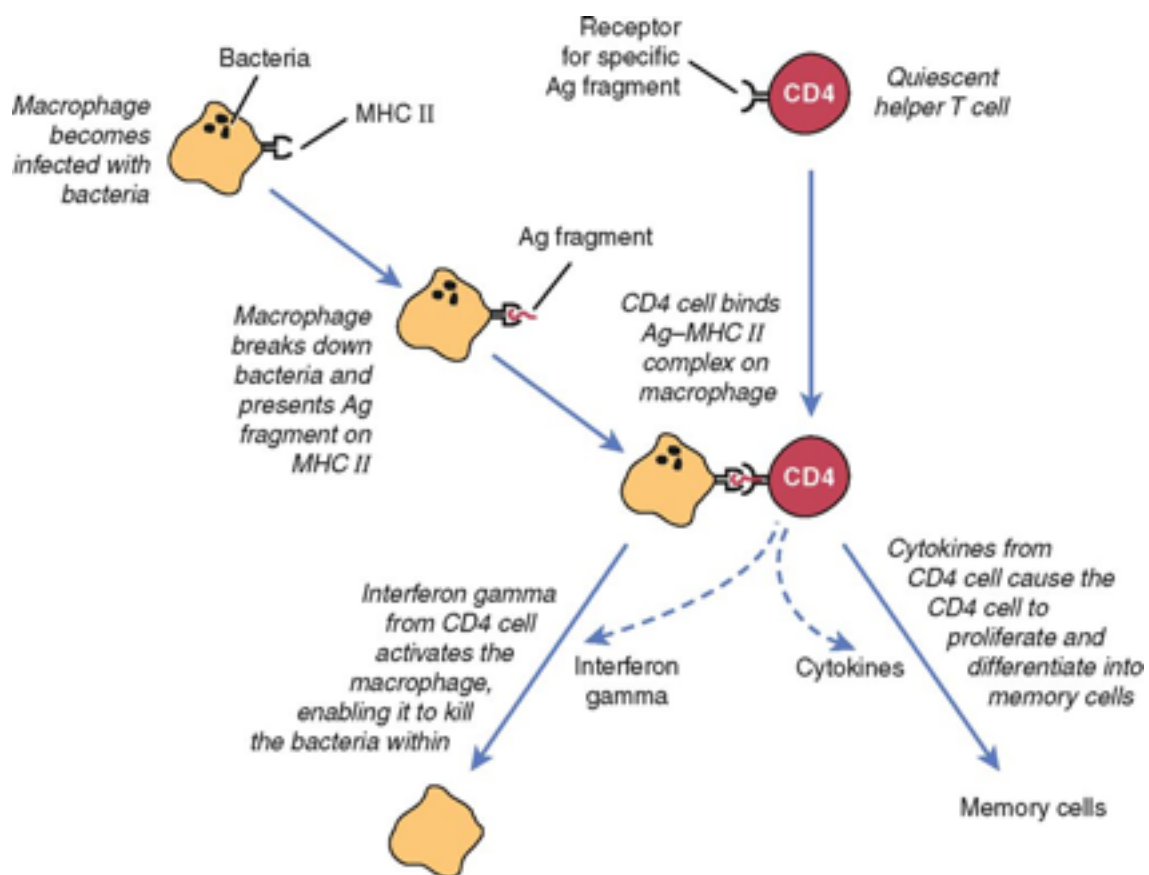 Bacteria
Macrophage
becomes
infected with
bacteria
MHC II
Receptor
for specific
Ag fragment
CD4
Quiescent
helper T cell
Ag fragment
Macrophage
breaks down
bacteria and
presents Ag
fragment on
MHC II
CD4 cell binds
Ag–MHC II
complex on
macrophage
CD4
Interferon gamma
from CD4 cell
activates the
macrophage,
enabling it to kill
the bacteria within
Interferon
gamma
Cytokines
Cytokines from
CD4 cell cause the
CD4 cell to
proliferate and
differentiate into
memory cells
Memory cells